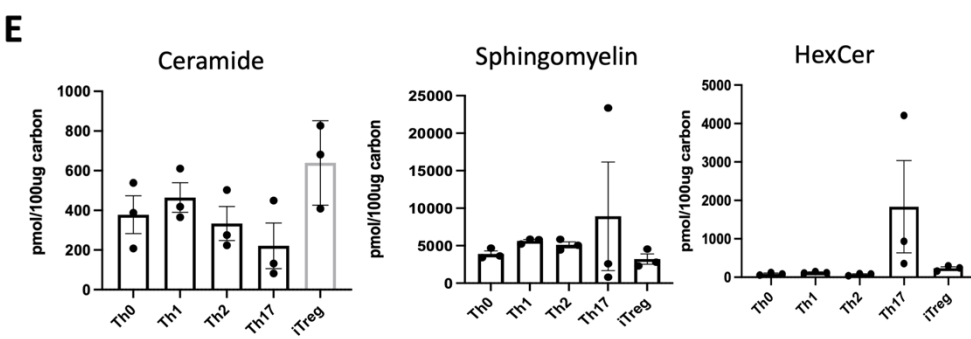 E
Ceramide
pmol/100ug carbon
1000
800
600
400
200
0
Th0
Th1
Th2
Th17
iTreg
Sphingomyelin
pmol/100ug carbon
25000
20000
15000
10000
5000
0
Th0
Th1
Th2
Th17
iTreg
HexCer
pmol/100ug carbon
5000
4000
3000
2000
1000
0
Th0
Th1
Th2
Th17
iTreg